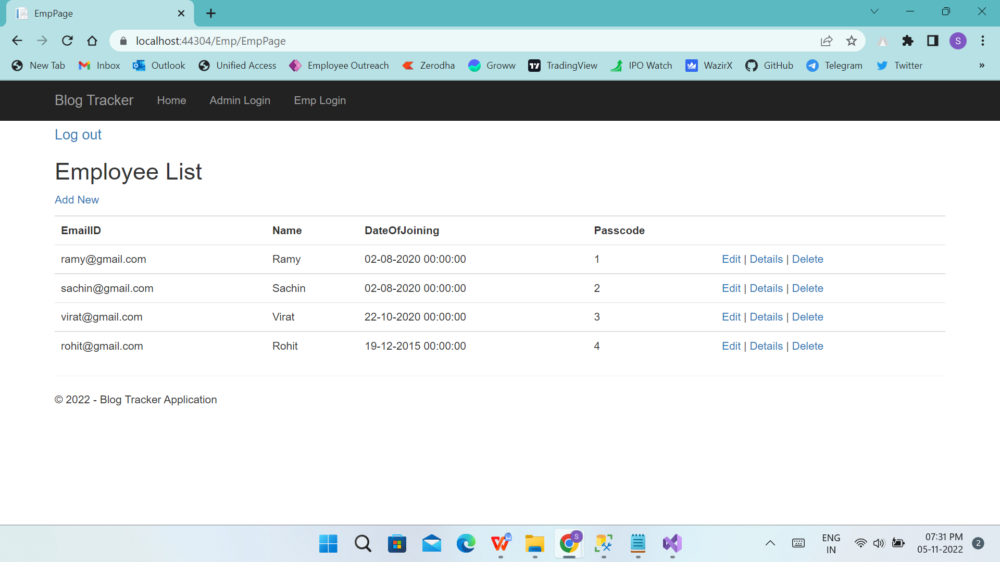 EmpPage
localhost:44304/Emp/EmpPage
S
New Tab Inbox Outlook Unified Access Employee Outreach Zerodha Groww TradingView IPO Watch WazirX GitHub Telegram Twitter »
Blog Tracker Home Admin Login Emp Login
Log out
Employee List
Add New
EmailID Name DateOfJoining Passcode
ramy@gmail.com Ramy 02-08-2020 00:00:00 1 Edit | Details | Delete
sachin@gmail.com Sachin 02-08-2020 00:00:00 2 Edit | Details | Delete
virat@gmail.com Virat 22-10-2020 00:00:00 3 Edit | Details | Delete
rohit@gmail.com Rohit 19-12-2015 00:00:00 4 Edit | Details | Delete
© 2022 - Blog Tracker Application
S
ENG
IN
07:31 PM
05-11-2022
2